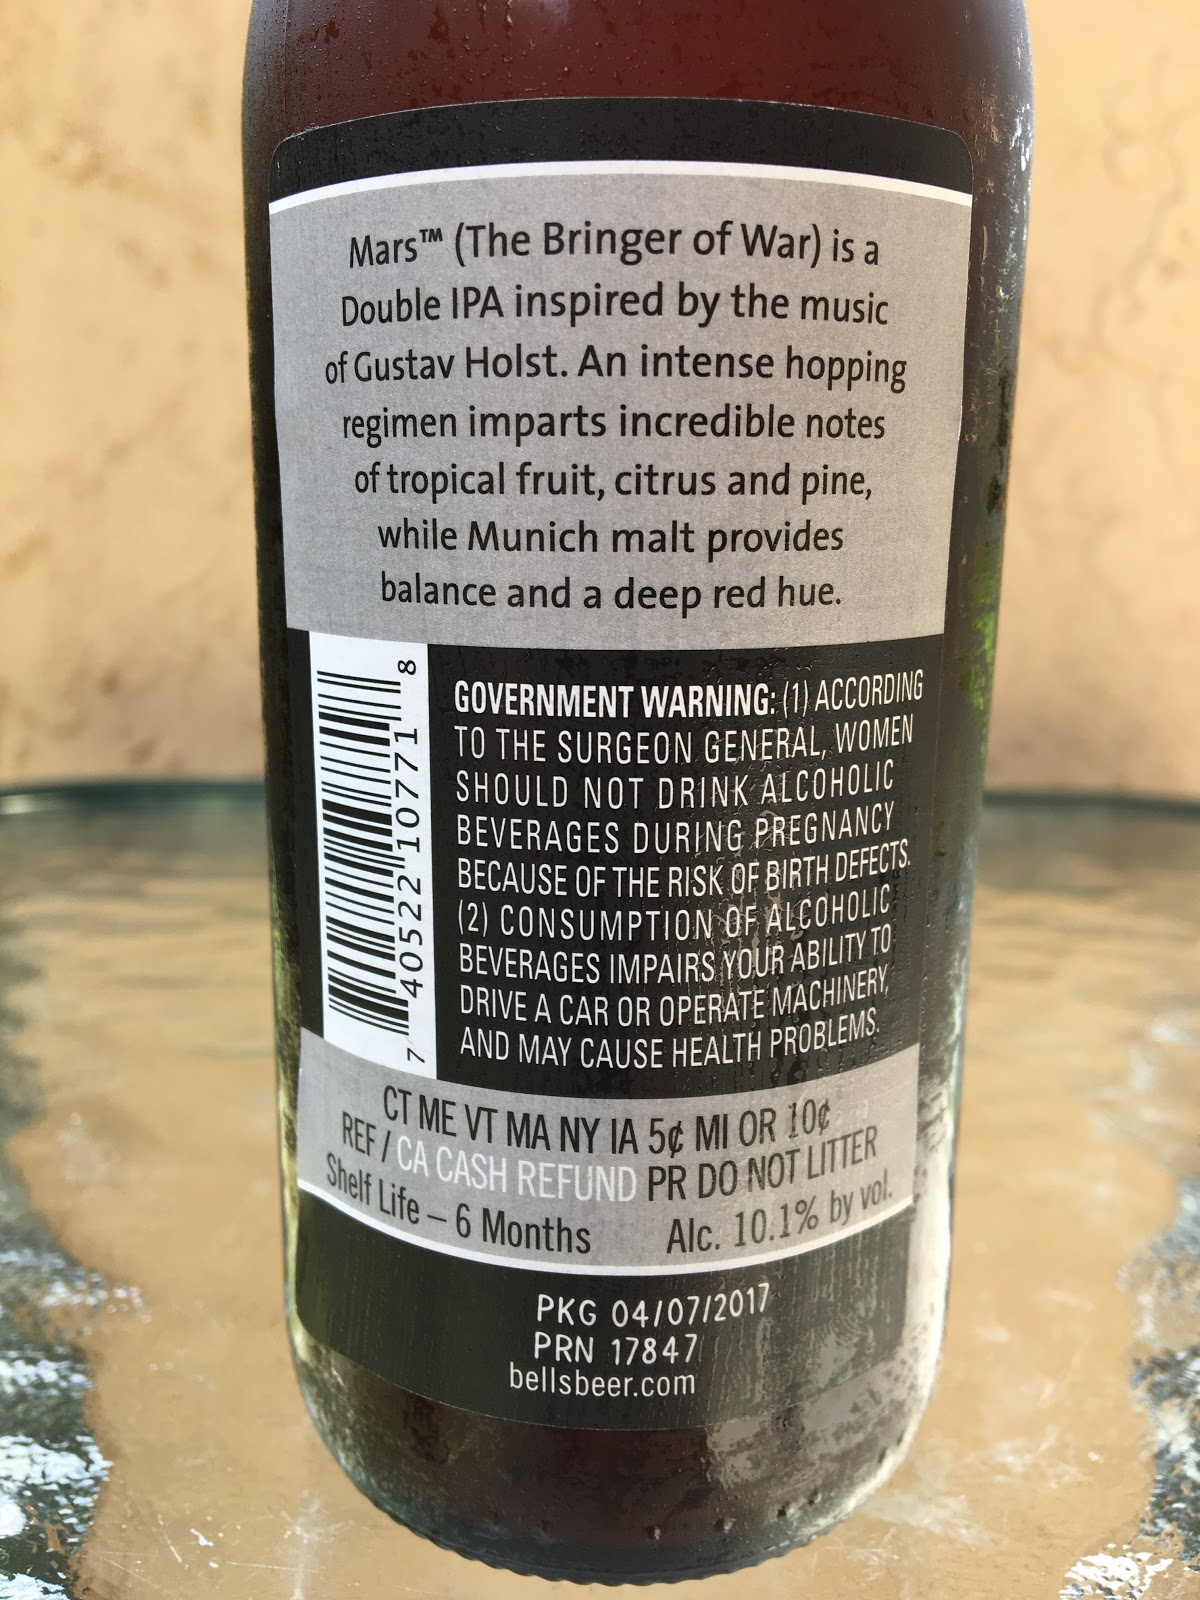 Mars™ (The Bringer of War) is a
Double IPA inspired by the music
of Gustav Holst. An intense hopping
regimen imparts incredible notes
of tropical fruit, citrus and pine,
while Munich malt provides
balance and a deep red hue.
7 40522 10771 8
GOVERNMENT WARNING: (1) ACCORDING
TO THE SURGEON GENERAL, WOMEN
SHOULD NOT DRINK ALCOHOLIC
BEVERAGES DURING PREGNANCY
BECAUSE OF THE RISK OF BIRTH DEFECTS.
(2) CONSUMPTION OF ALCOHOLIC
BEVERAGES IMPAIRS YOUR ABILITY TO
DRIVE A CAR OR OPERATE MACHINERY,
AND MAY CAUSE HEALTH PROBLEMS.
CT ME VT MA NY IA 5¢ MI OR 10¢
REF / CA CASH REFUND PR DO NOT LITTER
Shelf Life – 6 Months Alc. 10.1% by vol.
PKG 04/07/2017
PRN 17847
bellsbeer.com